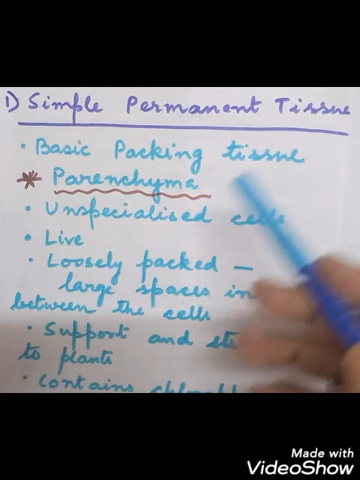 1) Simple Permanent Tissue
• Basic Packing tissue
* Parenchyma
• Unspecialised cells
• Live
• Loosely packed –
large spaces in
between the cells
• Support and
to plants
• Contains
Made with
VideoShow